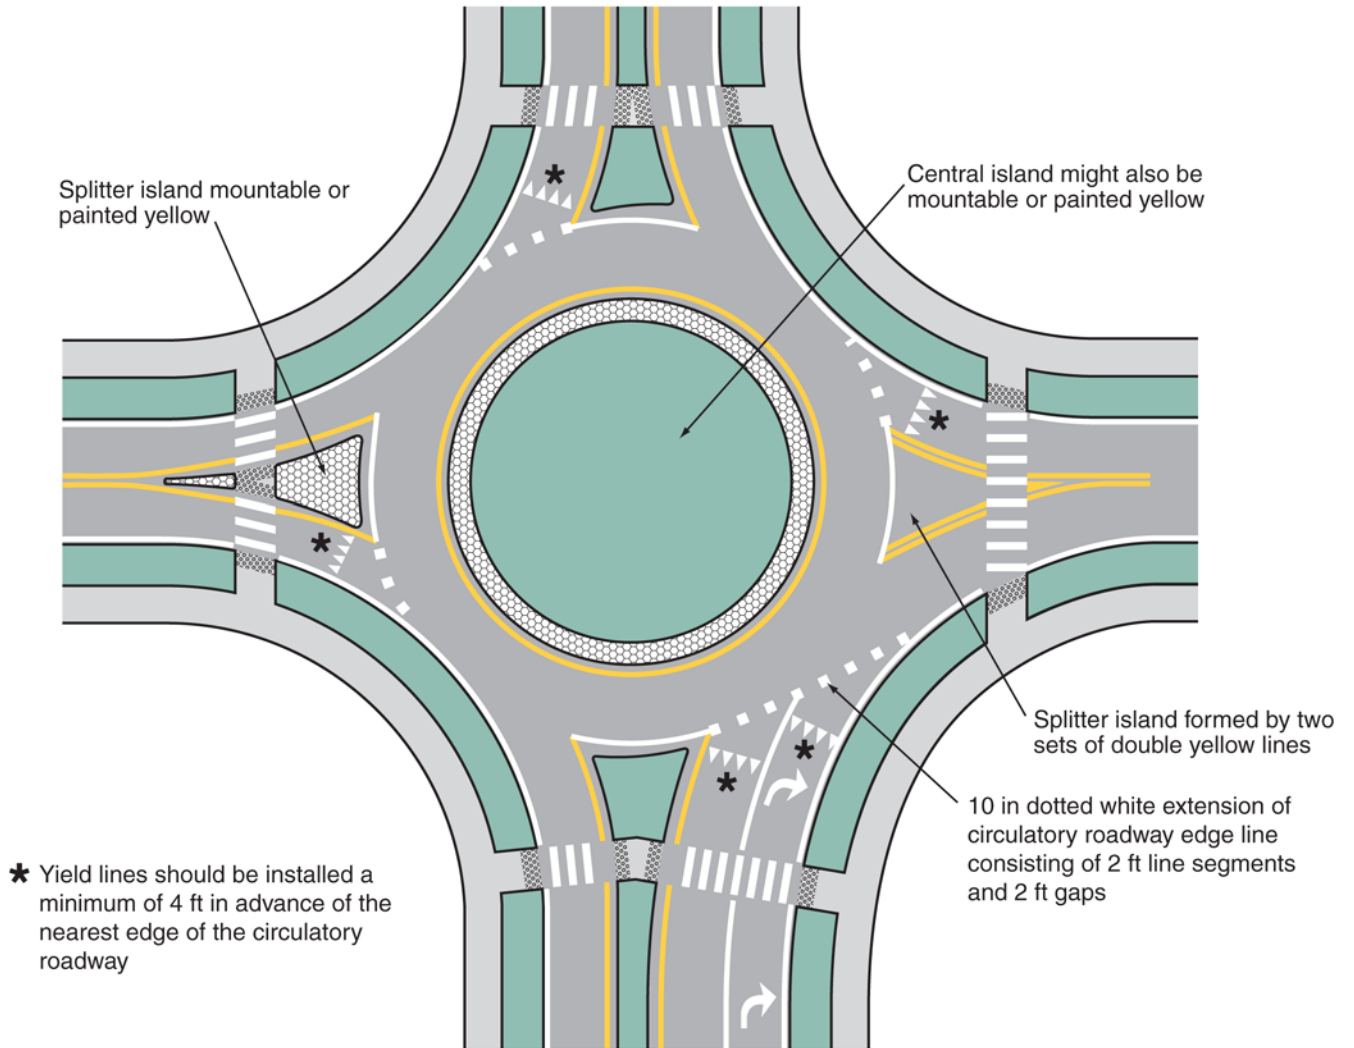 Splitter island mountable or
painted yellow
Central island might also be
mountable or painted yellow
Splitter island formed by two
sets of double yellow lines
10 in dotted white extension of
circulatory roadway edge line
consisting of 2 ft line segments
and 2 ft gaps
* Yield lines should be installed a
minimum of 4 ft in advance of the
nearest edge of the circulatory
roadway